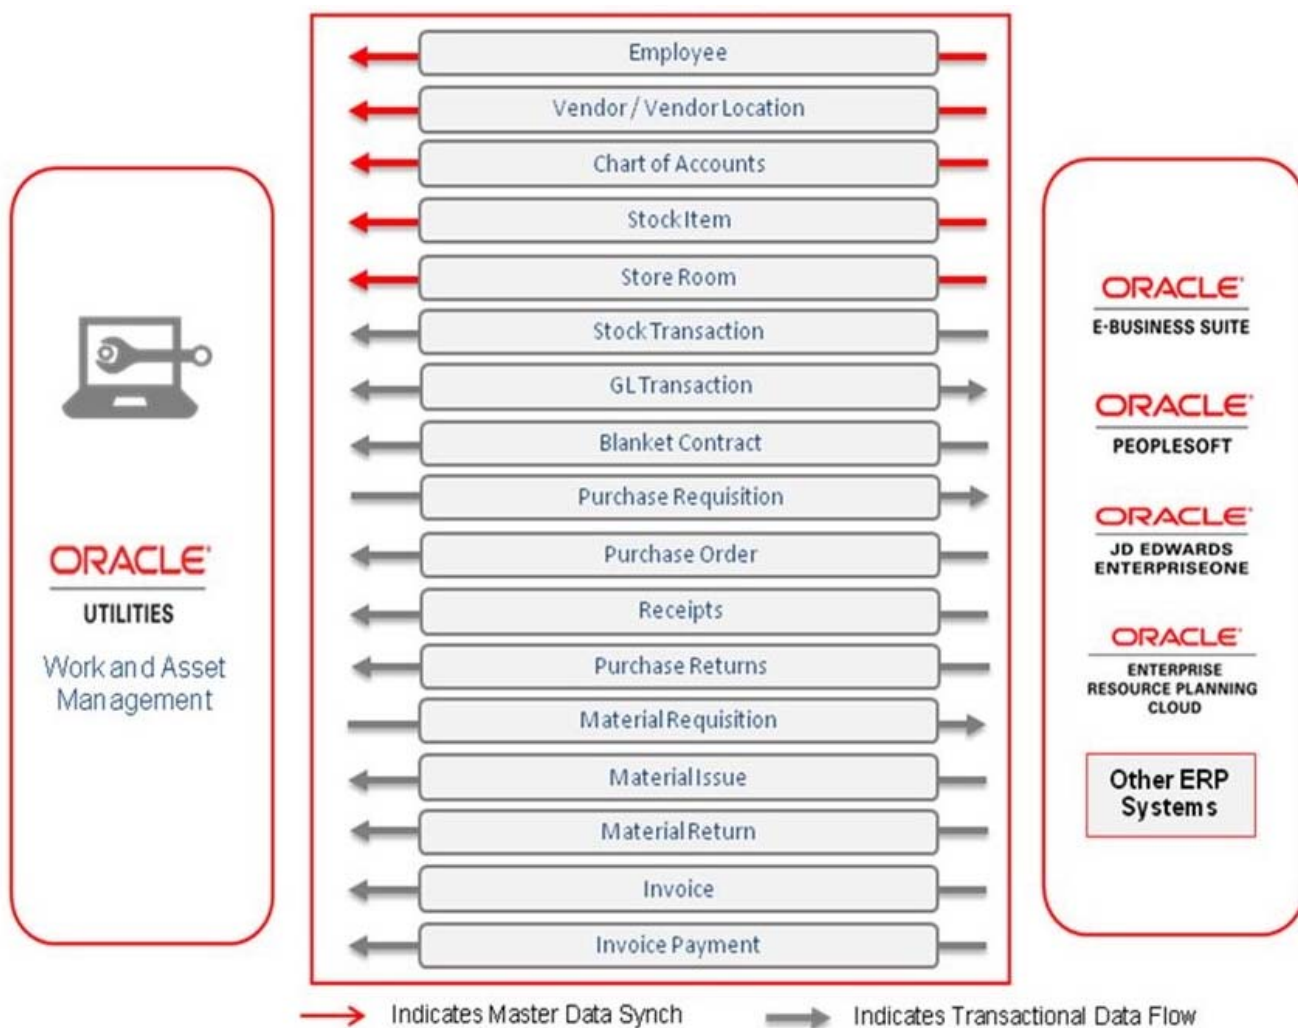 Employee
Vendor / Vendor Location
Chart of Accounts
Stock Item
Store Room
Stock Transaction
GL Transaction
Blanket Contract
Purchase Requisition
Purchase Order
Receipts
Purchase Returns
Material Requisition
Material Issue
Material Return
Invoice
Invoice Payment
ORACLE®
UTILITIES
Work and Asset
Management
ORACLE®
E-BUSINESS SUITE
ORACLE®
PEOPLESOFT
ORACLE®
JD EDWARDS
ENTERPRISEONE
ORACLE®
ENTERPRISE
RESOURCE PLANNING
CLOUD
Other ERP
Systems
Indicates Master Data Synch
Indicates Transactional Data Flow